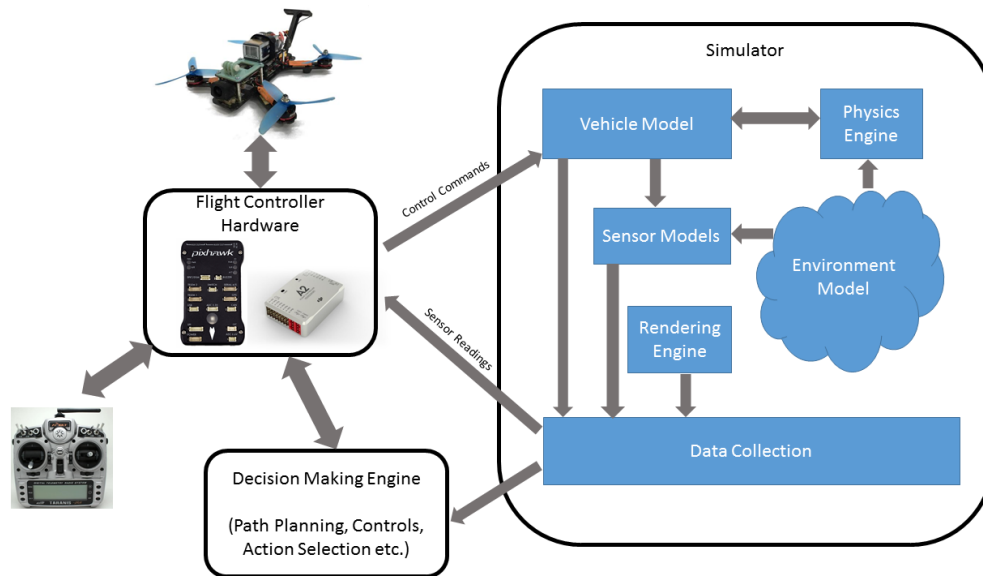 Simulator
Vehicle Model
Physics
Engine
Control Commands
Flight Controller
Hardware
pixhawk
A2
Sensor Models
Environment
Model
Sensor Readings
Rendering
Engine
Data Collection
Decision Making Engine
(Path Planning, Controls,
Action Selection etc.)